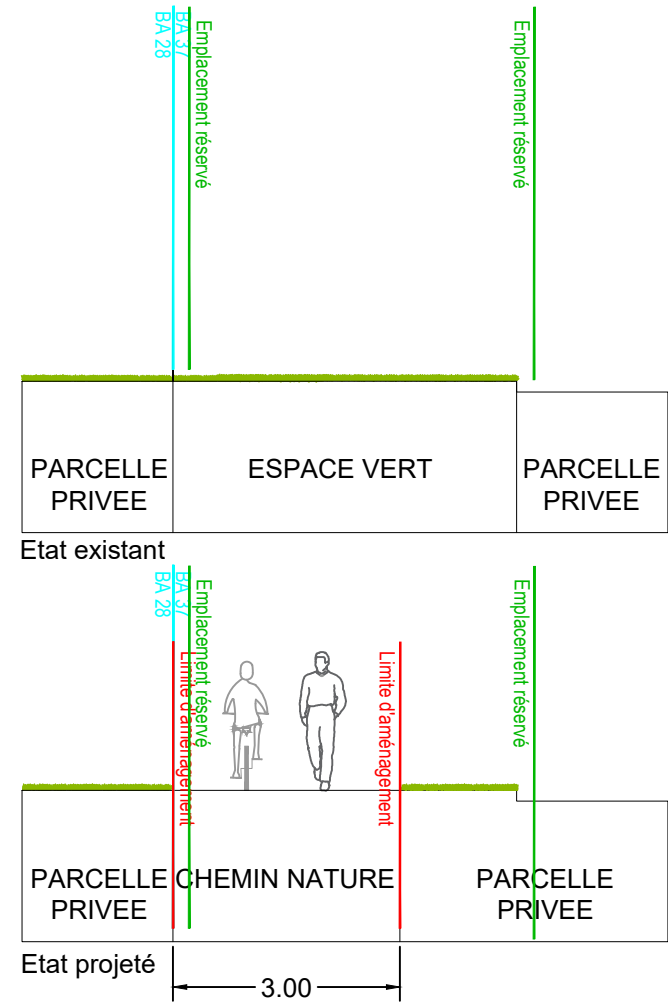 BA 28
BA 37
Emplacement réservé
Emplacement réservé
PARCELLE
PRIVEE
ESPACE VERT
PARCELLE
PRIVEE
Etat existant
BA 28
BA 37
Emplacement réservé
Emplacement réservé
Limite d'aménagement
Limite d'aménagement
PARCELLE
PRIVEE
CHEMIN NATURE
PARCELLE
PRIVEE
Etat projeté
3.00